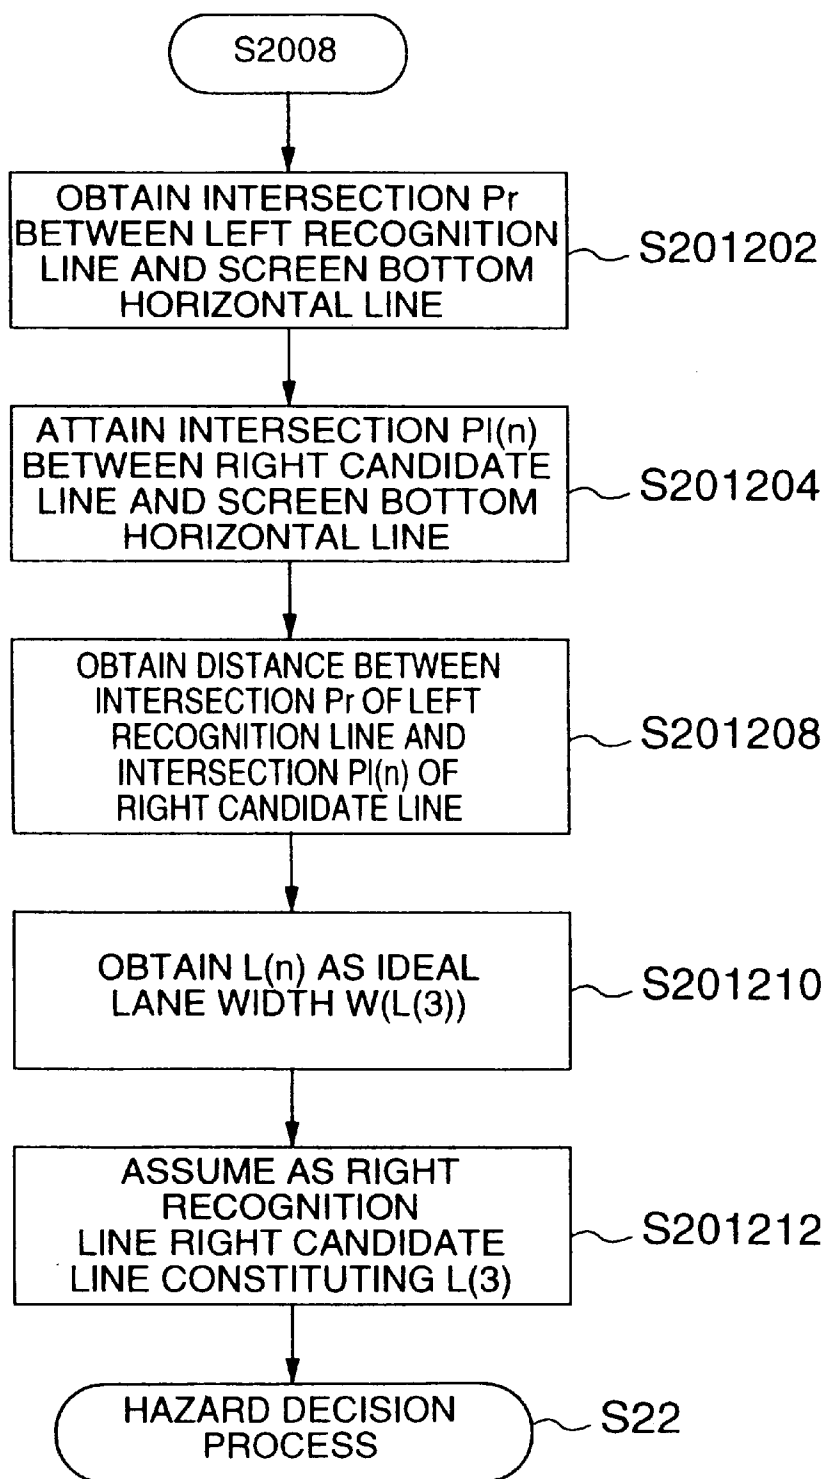 S2008
OBTAIN INTERSECTION Pr
BETWEEN LEFT RECOGNITION
LINE AND SCREEN BOTTOM
HORIZONTAL LINE
S201202
ATTAIN INTERSECTION Pl(n)
BETWEEN RIGHT CANDIDATE
LINE AND SCREEN BOTTOM
HORIZONTAL LINE
S201204
OBTAIN DISTANCE BETWEEN
INTERSECTION Pr OF LEFT
RECOGNITION LINE AND
INTERSECTION Pl(n) OF
RIGHT CANDIDATE LINE
S201208
OBTAIN L(n) AS IDEAL
LANE WIDTH W(L(3))
S201210
ASSUME AS RIGHT
RECOGNITION
LINE RIGHT CANDIDATE
LINE CONSTITUTING L(3)
S201212
HAZARD DECISION
PROCESS
S22